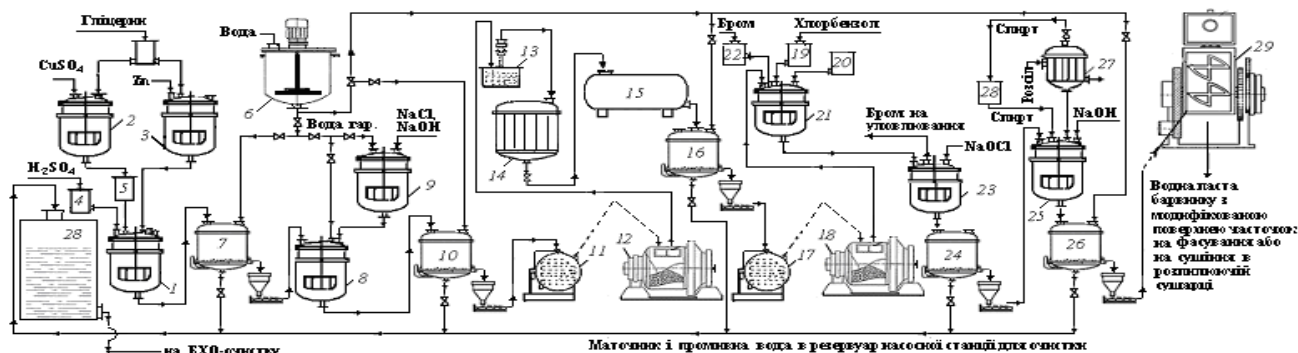 Гліцерин
CuSO4
Zn
2
3
H2SO4
4
5
28
1
на БХО-очистку
Вода
6
Вода гар.
NaCl,
NaOH
9
7
8
10
11
12
13
14
15
16
17
18
Бром
22
Хлорбензол
19
20
21
Бром на
уловлювання
NaOCl
23
24
Спирт
27
Розсіл
28
Спирт
NaOH
25
26
29
Водна паста
барвнику з
модифікованою
поверхнею часточок
на фасування або
на сушіння в
розпилюючій
сушарці
Маточник і промивна вода в резервуар насосної станції для очистки